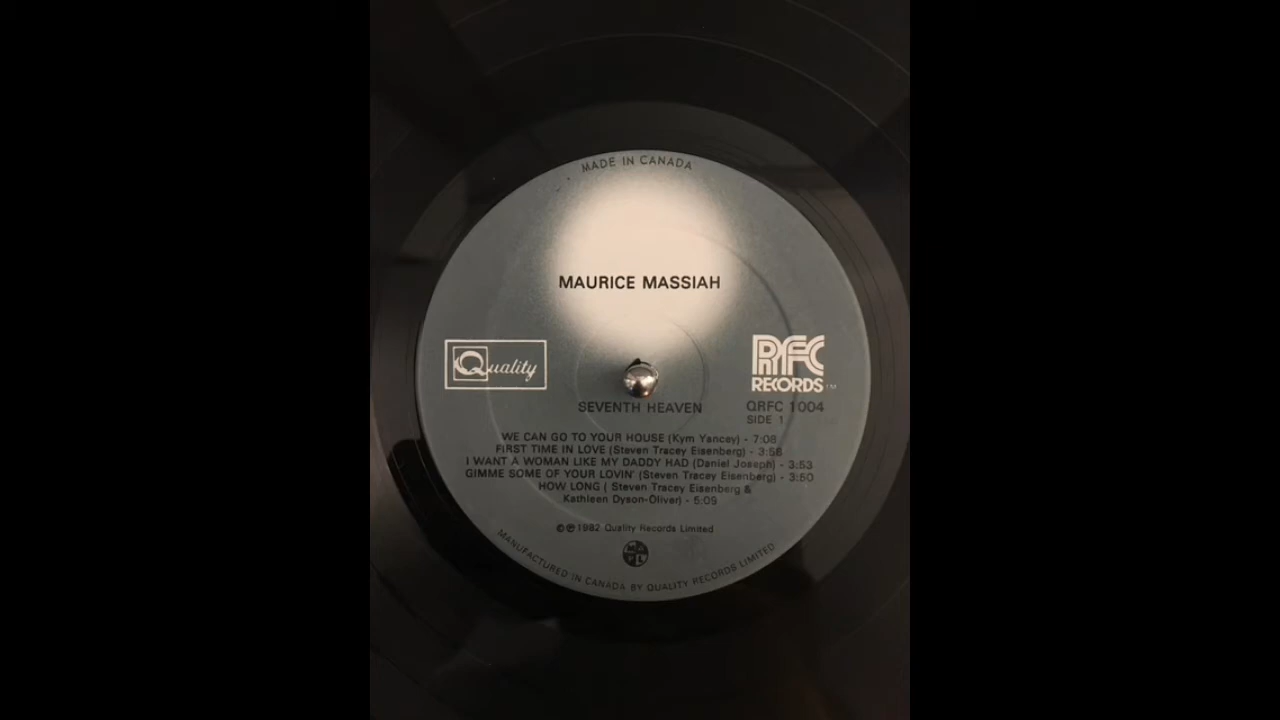 MADE IN CANADA
MAURICE MASSIAH
Quality
RFC
RECORDS TM
SEVENTH HEAVEN
QRFC 1004
SIDE 1
WE CAN GO TO YOUR HOUSE (Kym Yancey) - 7:08
FIRST TIME IN LOVE (Steven Tracey Eisenberg) - 3:58
I WANT A WOMAN LIKE MY DADDY HAD (Daniel Joseph) - 3:53
GIMME SOME OF YOUR LOVIN' (Steven Tracey Eisenberg) - 3:50
HOW LONG ( Steven Tracey Eisenberg &
Kathleen Dyson-Oliver) - 5:09
©℗ 1982 Quality Records Limited
MAPL
MANUFACTURED IN CANADA BY QUALITY RECORDS LIMITED